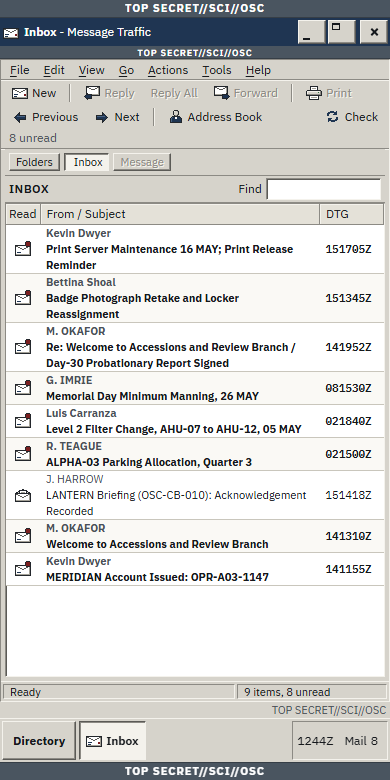 TOP SECRET//SCI//OSC
Inbox - Message Traffic
TOP SECRET//SCI//OSC
File Edit View Go Actions Tools Help
New Reply Reply All Forward Print
Previous Next Address Book Check
8 unread
Folders Inbox Message
INBOX Find
Read From / Subject DTG
Kevin Dwyer
Print Server Maintenance 16 MAY; Print Release 151705Z
Reminder
Bettina Shoal
Badge Photograph Retake and Locker 151345Z
Reassignment
M. OKAFOR
Re: Welcome to Accessions and Review Branch / 141952Z
Day-30 Probationary Report Signed
G. IMRIE
Memorial Day Minimum Manning, 26 MAY 081530Z
Luis Carranza
Level 2 Filter Change, AHU-07 to AHU-12, 05 MAY 021840Z
R. TEAGUE
ALPHA-03 Parking Allocation, Quarter 3 021500Z
J. HARROW
LANTERN Briefing (OSC-CB-010): Acknowledgement 151418Z
Recorded
M. OKAFOR
Welcome to Accessions and Review Branch 141310Z
Kevin Dwyer
MERIDIAN Account Issued: OPR-A03-1147 141155Z
Ready 9 items, 8 unread
TOP SECRET//SCI//OSC
Directory Inbox 1244Z Mail 8
TOP SECRET//SCI//OSC